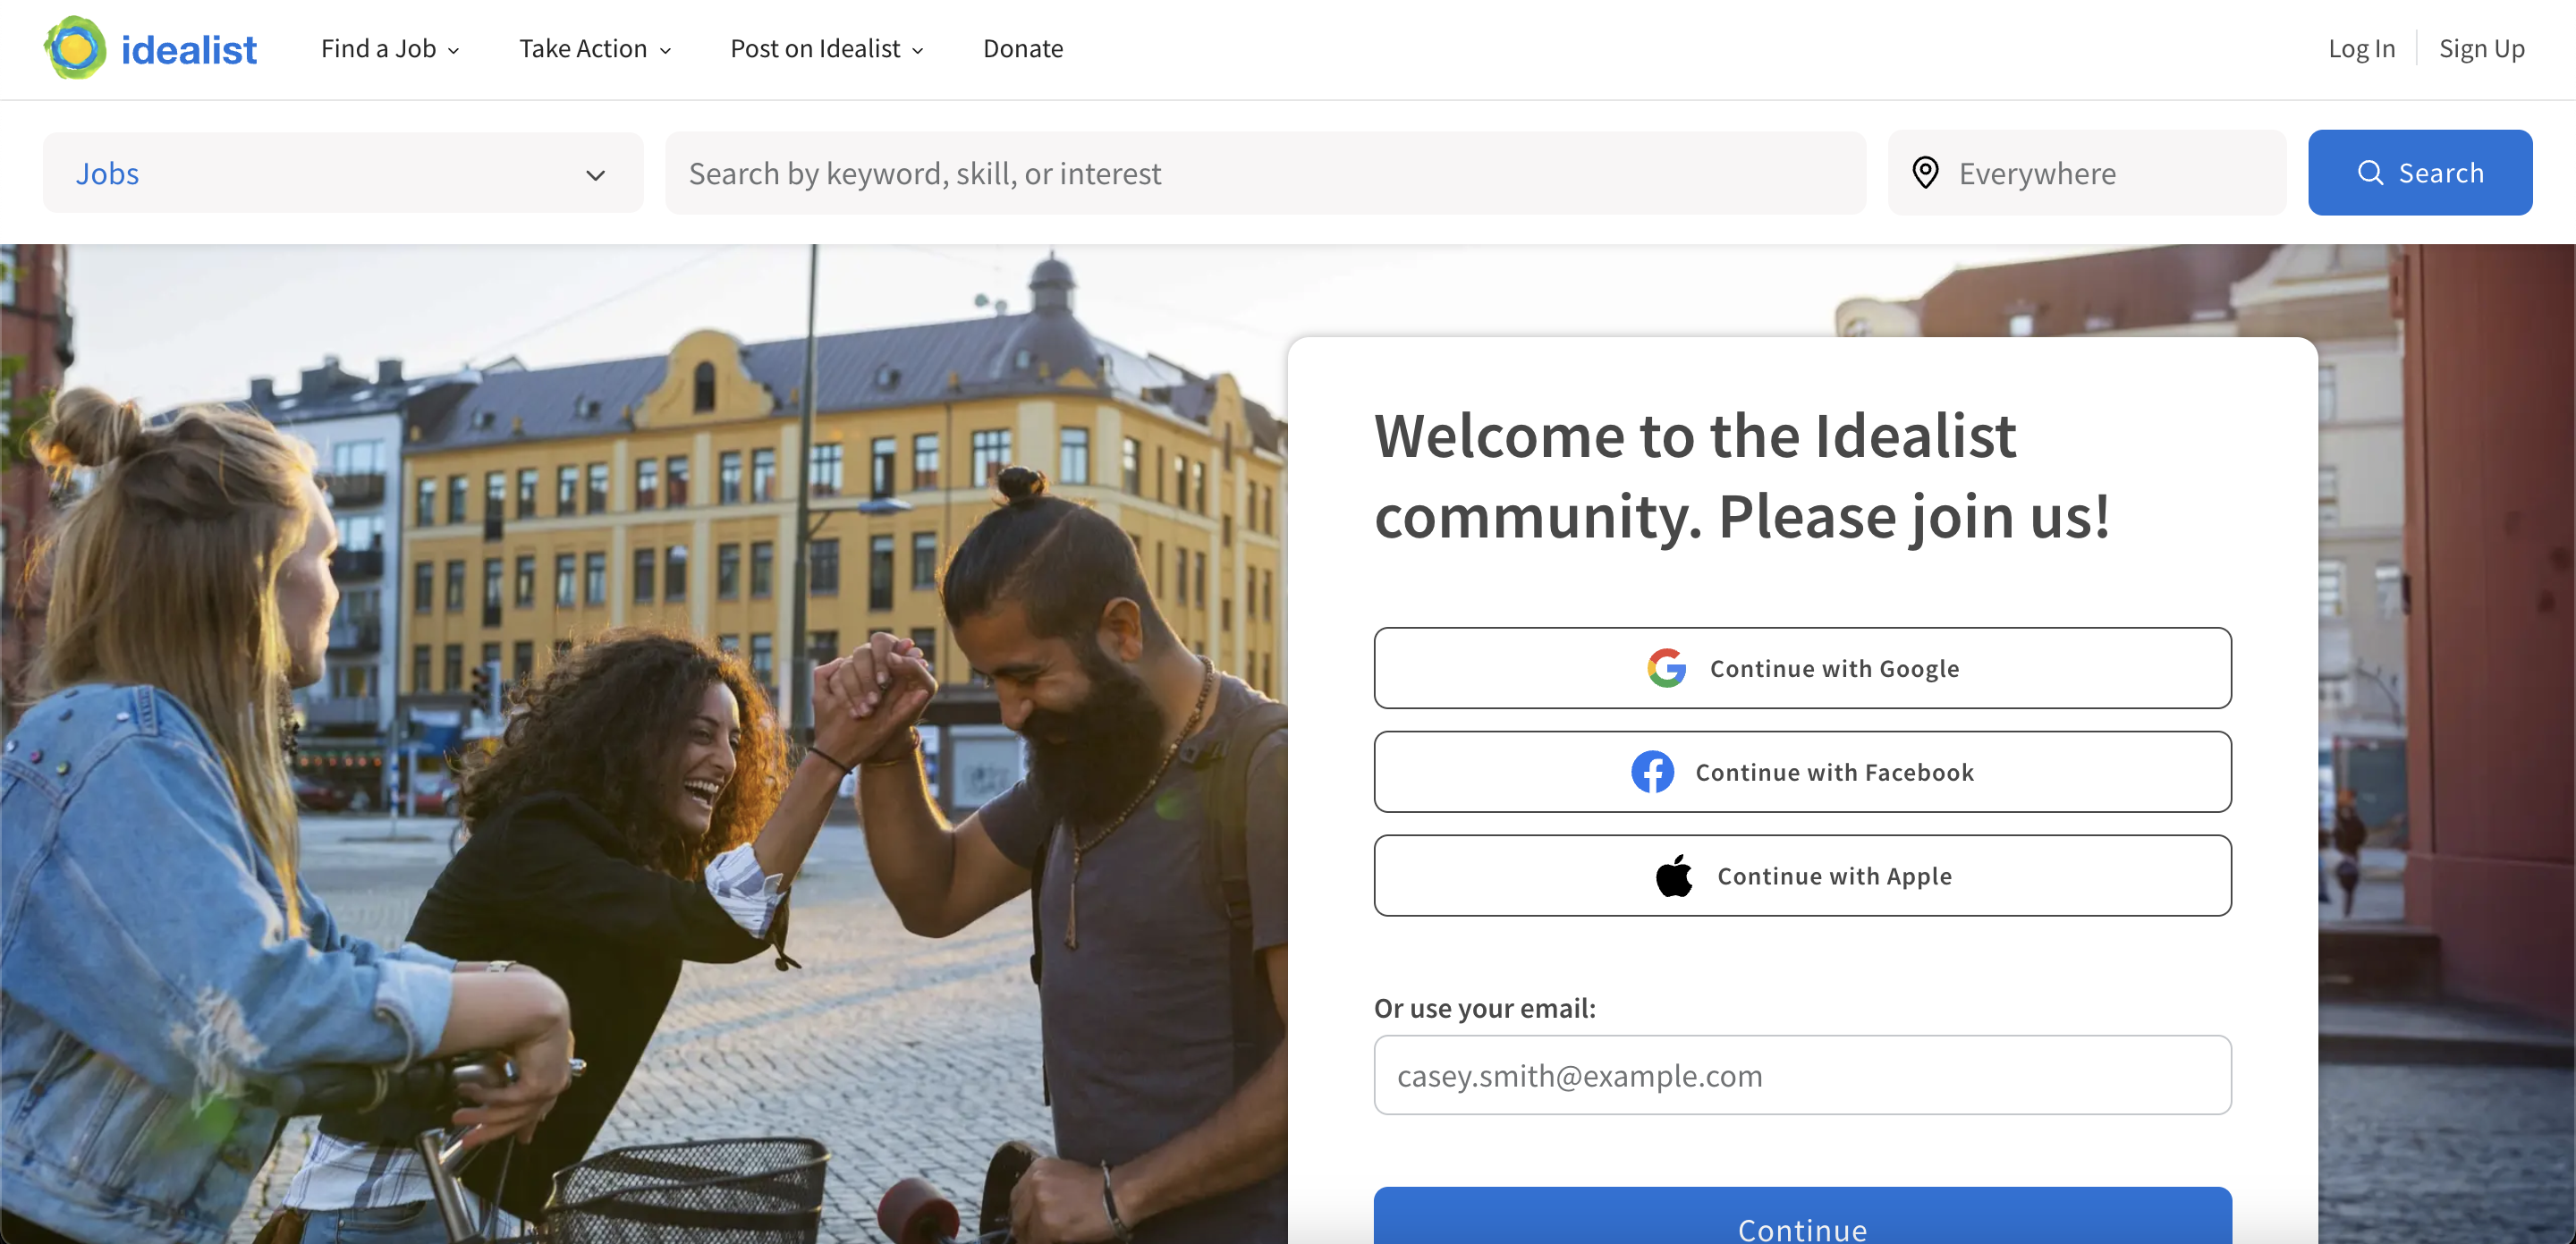 idealist
Find a Job
Take Action
Post on Idealist
Donate
Log In
Sign Up
Jobs
Search by keyword, skill, or interest
Everywhere
Search
Welcome to the Idealist
community. Please join us!
Continue with Google
Continue with Facebook
Continue with Apple
Or use your email:
casey.smith@example.com
Continue